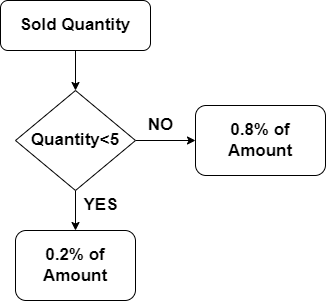 Sold Quantity
Quantity<5
NO
0.8% of
Amount
YES
0.2% of
Amount